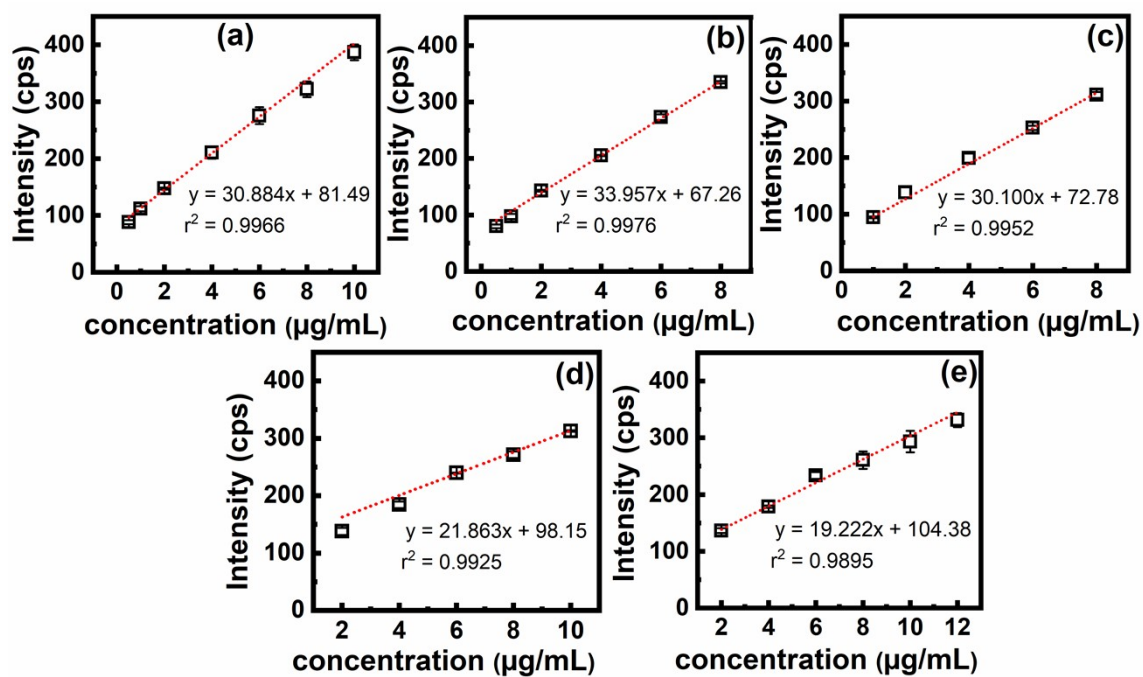 (a)
Intensity (cps)
400
300
200
100
0
y = 30.884x + 81.49
r² = 0.9966
0 2 4 6 8 10
concentration (µg/mL)
(b)
Intensity (cps)
400
300
200
100
0
y = 33.957x + 67.26
r² = 0.9976
2 4 6 8
concentration (µg/mL)
(c)
Intensity (cps)
400
300
200
100
0
y = 30.100x + 72.78
r² = 0.9952
2 4 6 8
concentration (µg/mL)
(d)
Intensity (cps)
400
300
200
100
0
y = 21.863x + 98.15
r² = 0.9925
2 4 6 8 10
concentration (µg/mL)
(e)
Intensity (cps)
400
300
200
100
0
y = 19.222x + 104.38
r² = 0.9895
2 4 6 8 10 12
concentration (µg/mL)